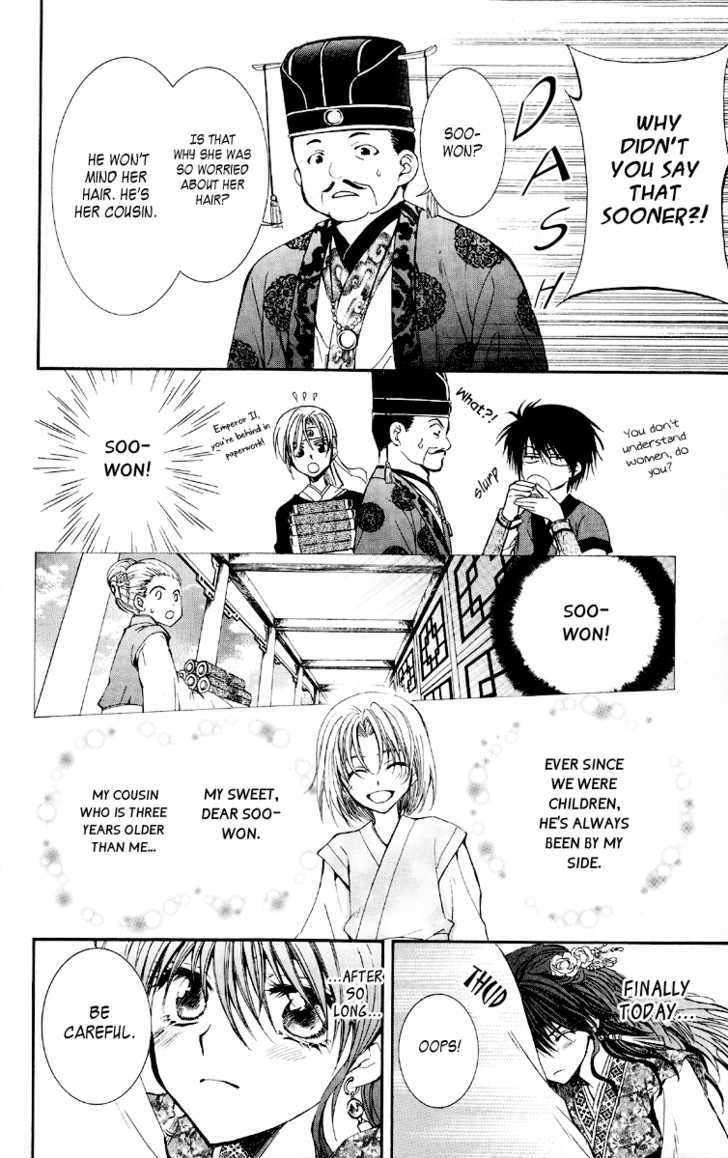 WHY
DIDN'T
YOU SAY
THAT
SOONER?!
DASH
SOO-
WON?
IS THAT
WHY SHE WAS
SO WORRIED
ABOUT HER
HAIR?
HE WON'T
MIND HER
HAIR. HE'S
HER COUSIN.
You don't
understand
women, do
you?
What?!
slurp
Emperor Il,
you're behind in
paperwork!
!!!
SOO-
WON!
SOO-
WON!
EVER SINCE
WE WERE
CHILDREN,
HE'S ALWAYS
BEEN BY MY
SIDE.
MY SWEET,
DEAR SOO-
WON.
MY COUSIN
WHO IS THREE
YEARS OLDER
THAN ME...
FINALLY
TODAY...
THUD
OOPS!
...AFTER
SO
LONG...
BE
CAREFUL.